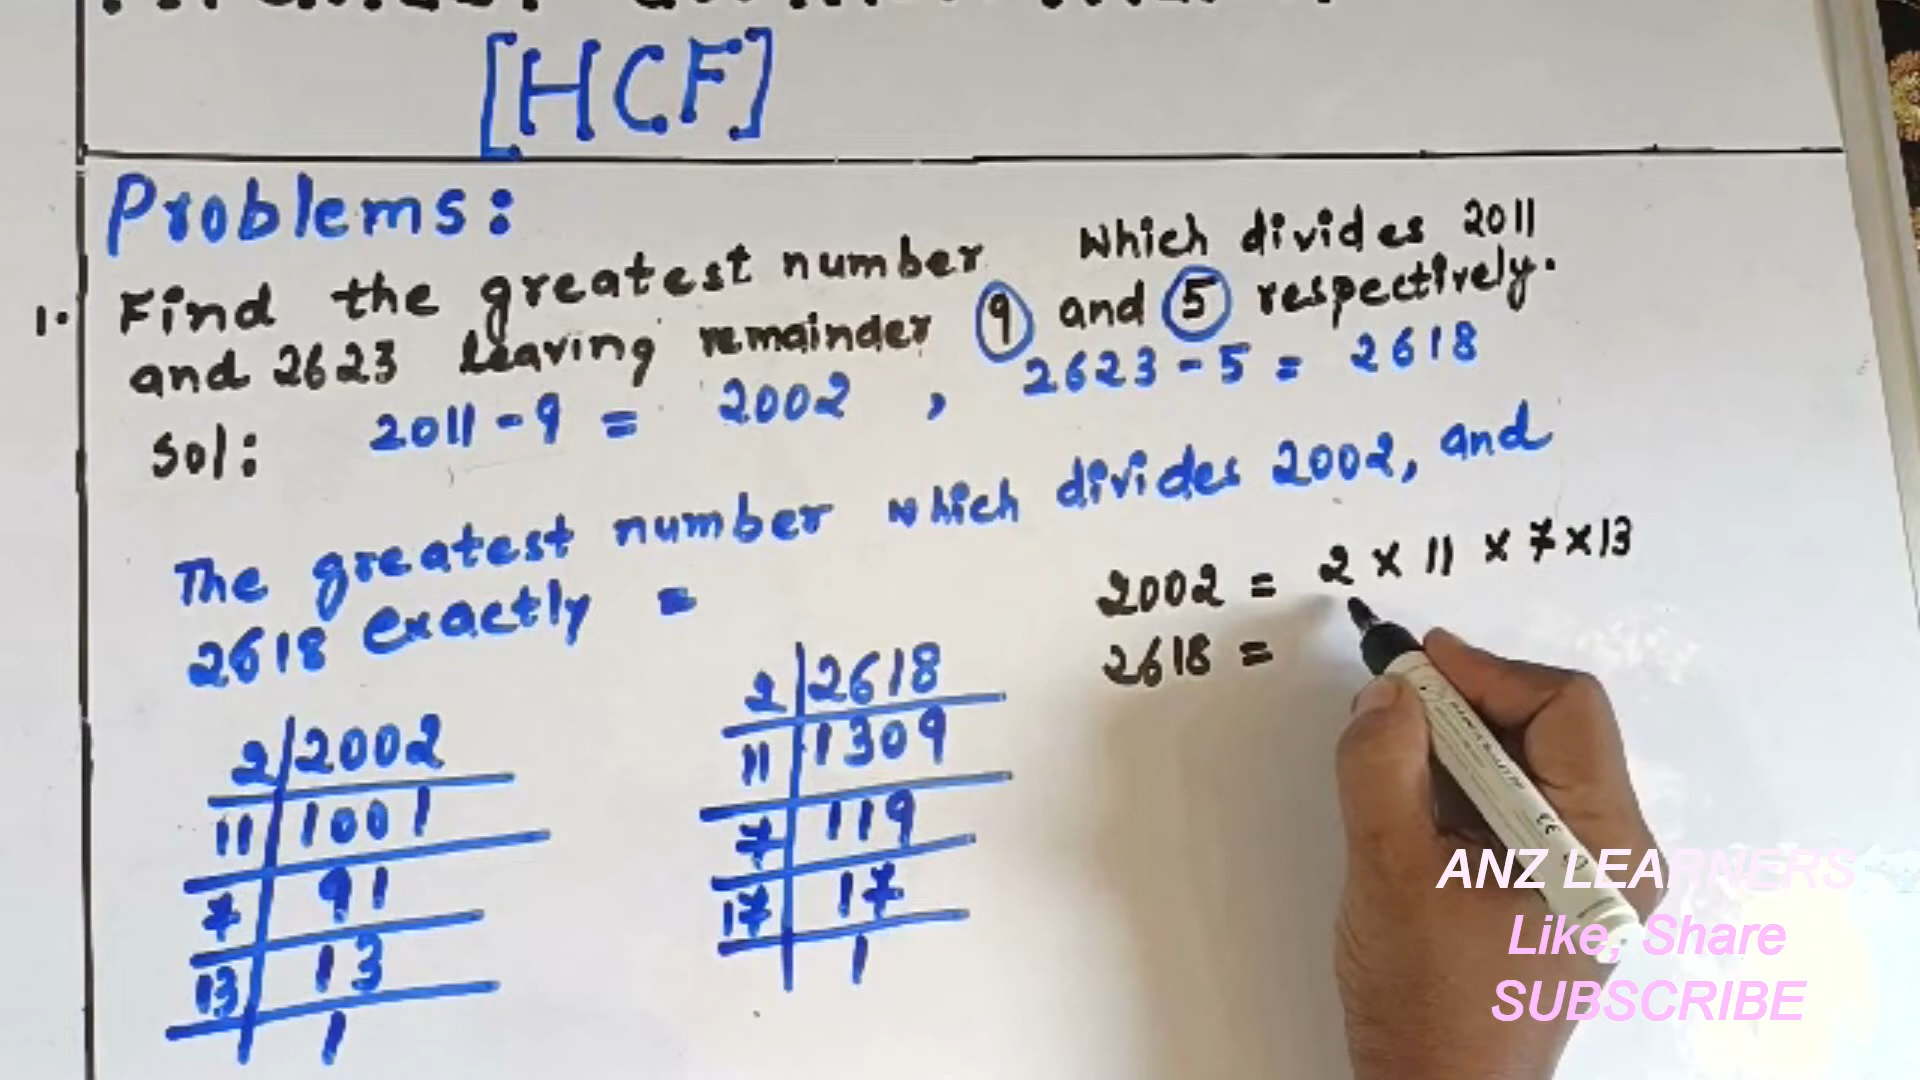 [HCF]
Problems:
1. Find the greatest number which divides 2011
and 2623 leaving remainder 9 and 5 respectively.
Sol: 2011 - 9 = 2002 , 2623 - 5 = 2618
The greatest number which divides 2002, and
2618 exactly =
2002 = 2 x 11 x 7 x 13
2618 =
2 | 2002
11 | 1001
7 | 91
13 | 13
1
2 | 2618
11 | 1309
7 | 119
17 | 17
1
ANZ LEARNERS
Like, Share
SUBSCRIBE